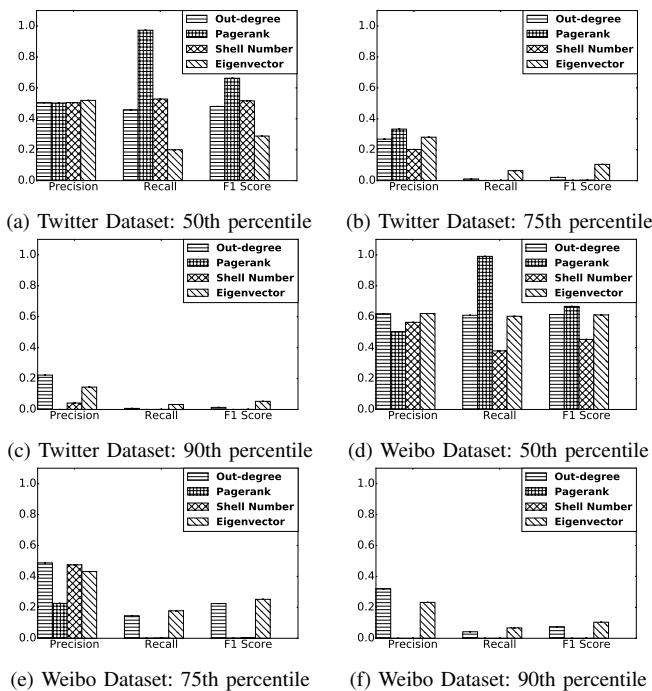 1.0
0.8
0.6
0.4
0.2
0.0
Out-degree
Pagerank
Shell Number
Eigenvector
Precision Recall F1 Score
(a) Twitter Dataset: 50th percentile
1.0
0.8
0.6
0.4
0.2
0.0
Out-degree
Pagerank
Shell Number
Eigenvector
Precision Recall F1 Score
(b) Twitter Dataset: 75th percentile
1.0
0.8
0.6
0.4
0.2
0.0
Out-degree
Pagerank
Shell Number
Eigenvector
Precision Recall F1 Score
(c) Twitter Dataset: 90th percentile
1.0
0.8
0.6
0.4
0.2
0.0
Out-degree
Pagerank
Shell Number
Eigenvector
Precision Recall F1 Score
(d) Weibo Dataset: 50th percentile
1.0
0.8
0.6
0.4
0.2
0.0
Out-degree
Pagerank
Shell Number
Eigenvector
Precision Recall F1 Score
(e) Weibo Dataset: 75th percentile
1.0
0.8
0.6
0.4
0.2
0.0
Out-degree
Pagerank
Shell Number
Eigenvector
Precision Recall F1 Score
(f) Weibo Dataset: 90th percentile